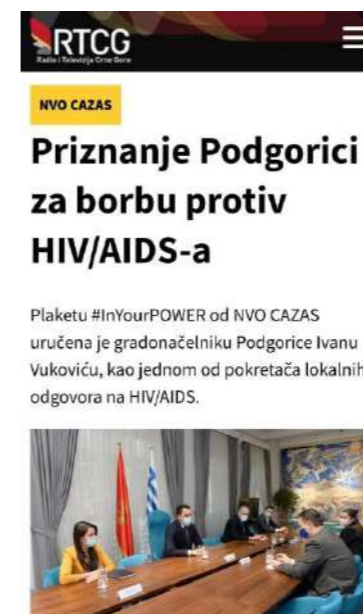 RTCG
Radio i Televizija Crne Gore
NVO CAZAS
Priznanje Podgorici
za borbu protiv
HIV/AIDS-a
Plaketu #InYourPOWER od NVO CAZAS
uručena je gradonačelniku Podgorice Ivanu
Vukoviću, kao jednom od pokretača lokalnih
odgovora na HIV/AIDS.